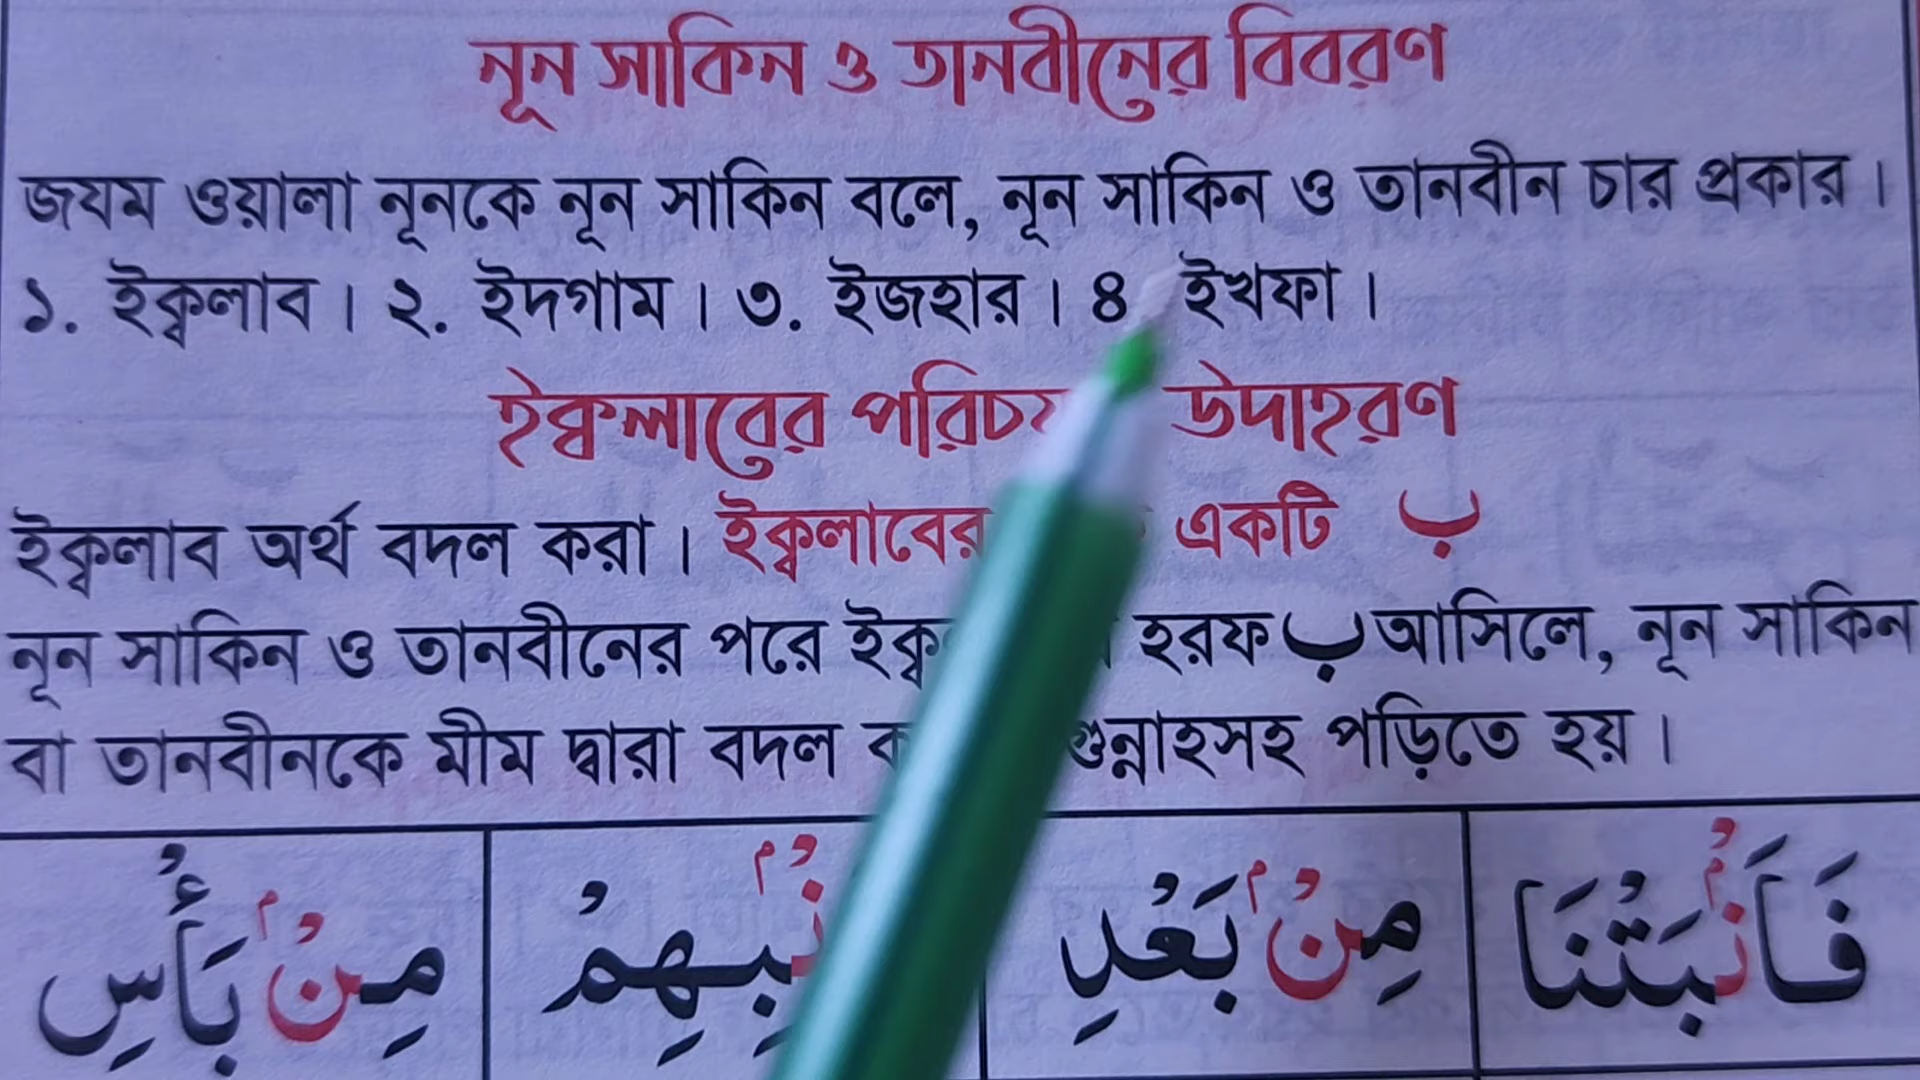 নূন সাকিন ও তানবীনের বিবরণ
জযম ওয়ালা নূনকে নূন সাকিন বলে, নূন সাকিন ও তানবীন চার প্রকার।
১. ইক্বলাব। ২. ইদগাম। ৩. ইজহার। ৪ ইখফা।
ইক্বলাবের উদাহরণ
ইক্বলাব অর্থ বদল করা। ইক্বলাবের একটি ب
নূন সাকিন ও তানবীনের পরে হরফ ب আসিলে, নূন সাকিন
বা তানবীনকে মীম দ্বারা বদল গুন্নাহসহ পড়িতে হয়।
فَاَنْۢبَتْنَا مِنْۢ بَعْدِ مِنْۢ بَأْسِ